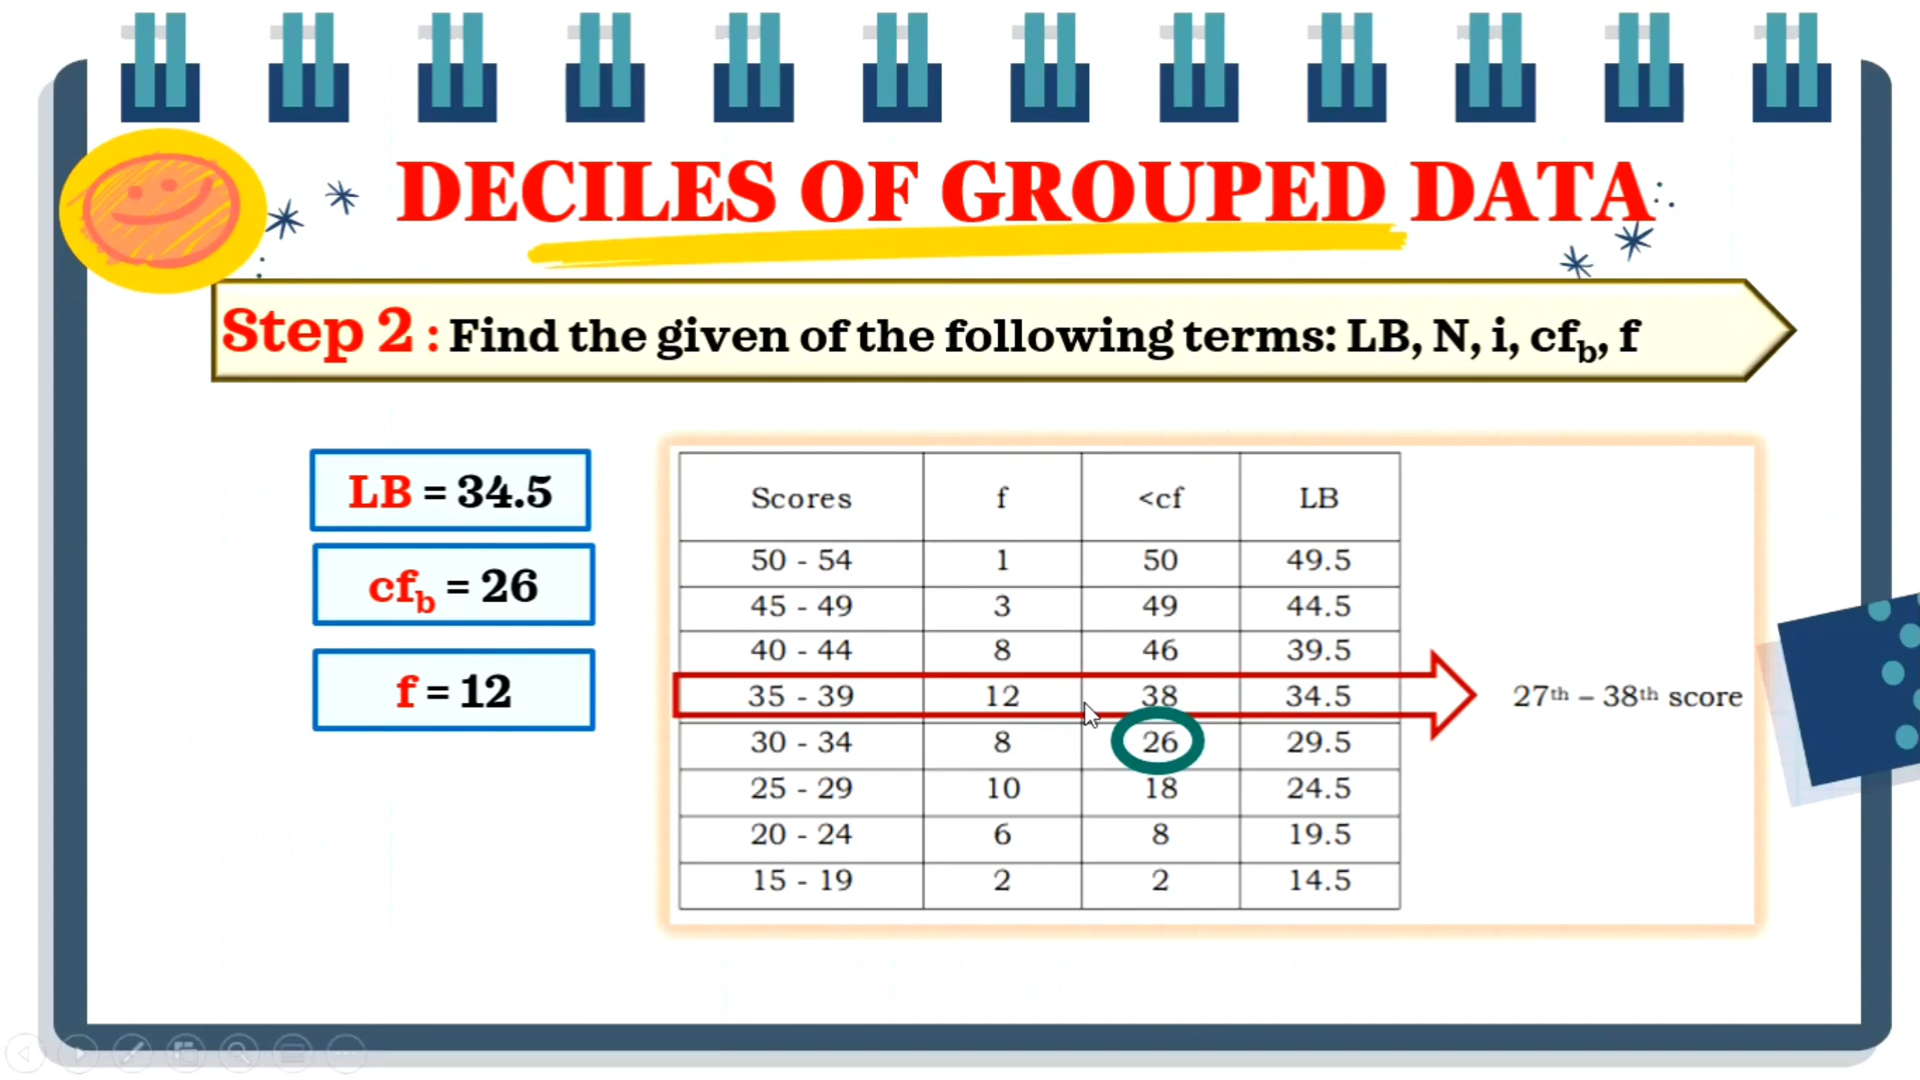 DECILES OF GROUPED DATA
Step 2 : Find the given of the following terms: LB, N, i, cfb, f
LB = 34.5
cfb = 26
f = 12
Scores f <cf LB
50 - 54 1 50 49.5
45 - 49 3 49 44.5
40 - 44 8 46 39.5
35 - 39 12 38 34.5
30 - 34 8 26 29.5
25 - 29 10 18 24.5
20 - 24 6 8 19.5
15 - 19 2 2 14.5
27th – 38th score